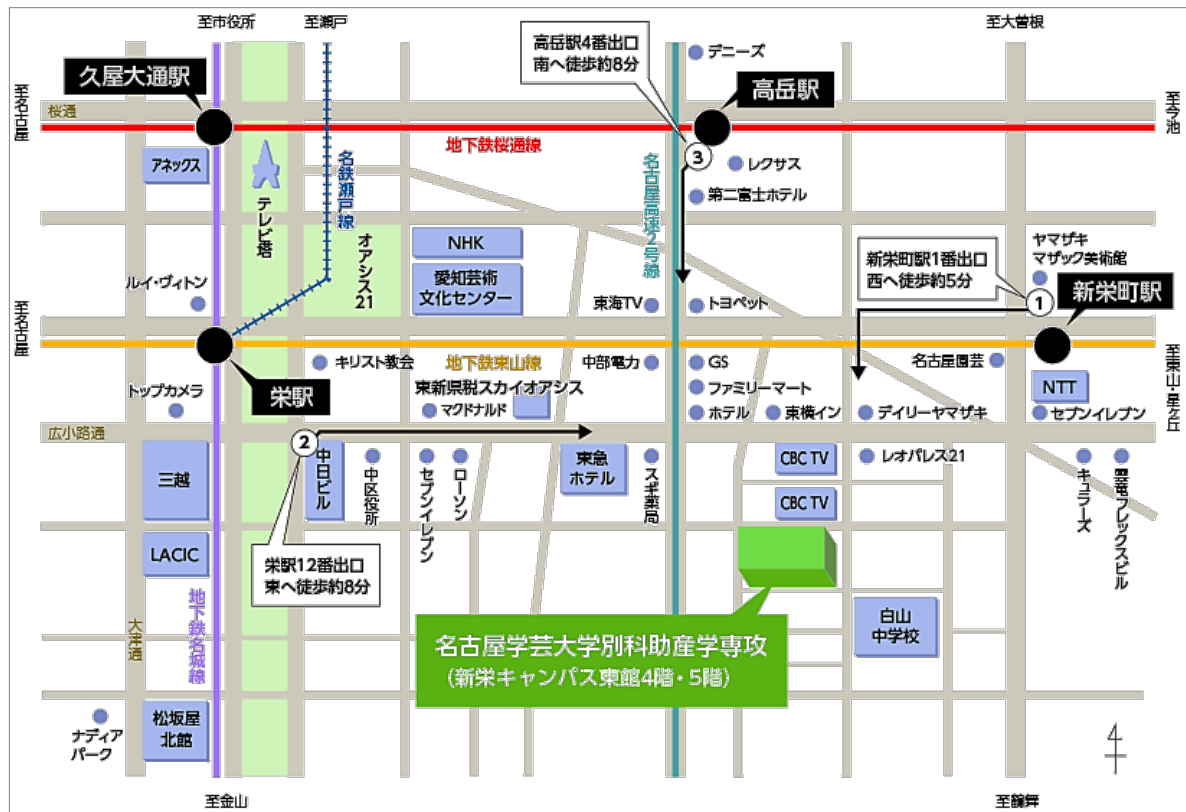 至市役所
至瀬戸
至大曽根
高岳駅4番出口
南へ徒歩約8分
デニーズ
久屋大通駅
高岳駅
至名古屋
桜通
至今池
地下鉄桜通線
アネックス
名鉄瀬戸線
名古屋高速2号線
3
レクサス
第二富士ホテル
テレビ塔
オアシス21
NHK
愛知芸術
文化センター
新栄町駅1番出口
西へ徒歩約5分
ヤマザキ
マザック美術館
ルイ・ヴィトン
東海TV
トヨペット
1
新栄町駅
至名古屋
地下鉄東山線
キリスト教会
中部電力
GS
名古屋園芸
至東山・星ヶ丘
栄駅
トップカメラ
東新県税スカイオアシス
マクドナルド
ファミリーマート
ホテル
東横イン
デイリーヤマザキ
NTT
セブンイレブン
広小路通
2
三越
中日ビル
中区役所
セブンイレブン
ローソン
東急
ホテル
スギ薬局
CBC TV
レオパレス21
CBC TV
キュラーズ
雲竜フレックスビル
LACIC
栄駅12番出口
東へ徒歩約8分
地下鉄名城線
大津通
名古屋学芸大学別科助産学専攻
(新栄キャンパス東館4階・5階)
白山
中学校
ナディア
パーク
松坂屋
北館
至金山
至鶴舞